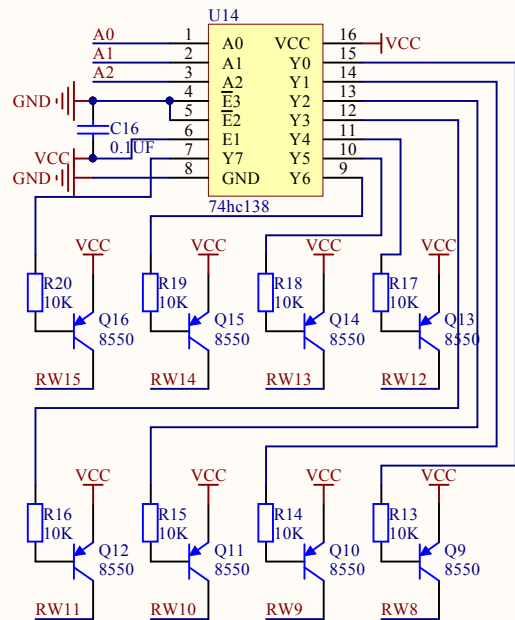 U14
A0 1 A0 VCC 16 VCC
A1 2 A1 Y0 15
A2 3 A2 Y1 14
GND 4 E3 Y2 13
5 E2 Y3 12
C16 6 E1 Y4 11
0.1UF 7 Y7 Y5 10
VCC
GND 8 GND Y6 9
74hc138
VCC VCC VCC VCC
R20 R19 R18 R17
10K 10K 10K 10K
Q16 Q15 Q14 Q13
8550 8550 8550 8550
RW15 RW14 RW13 RW12
VCC VCC VCC VCC
R16 R15 R14 R13
10K 10K 10K 10K
Q12 Q11 Q10 Q9
8550 8550 8550 8550
RW11 RW10 RW9 RW8